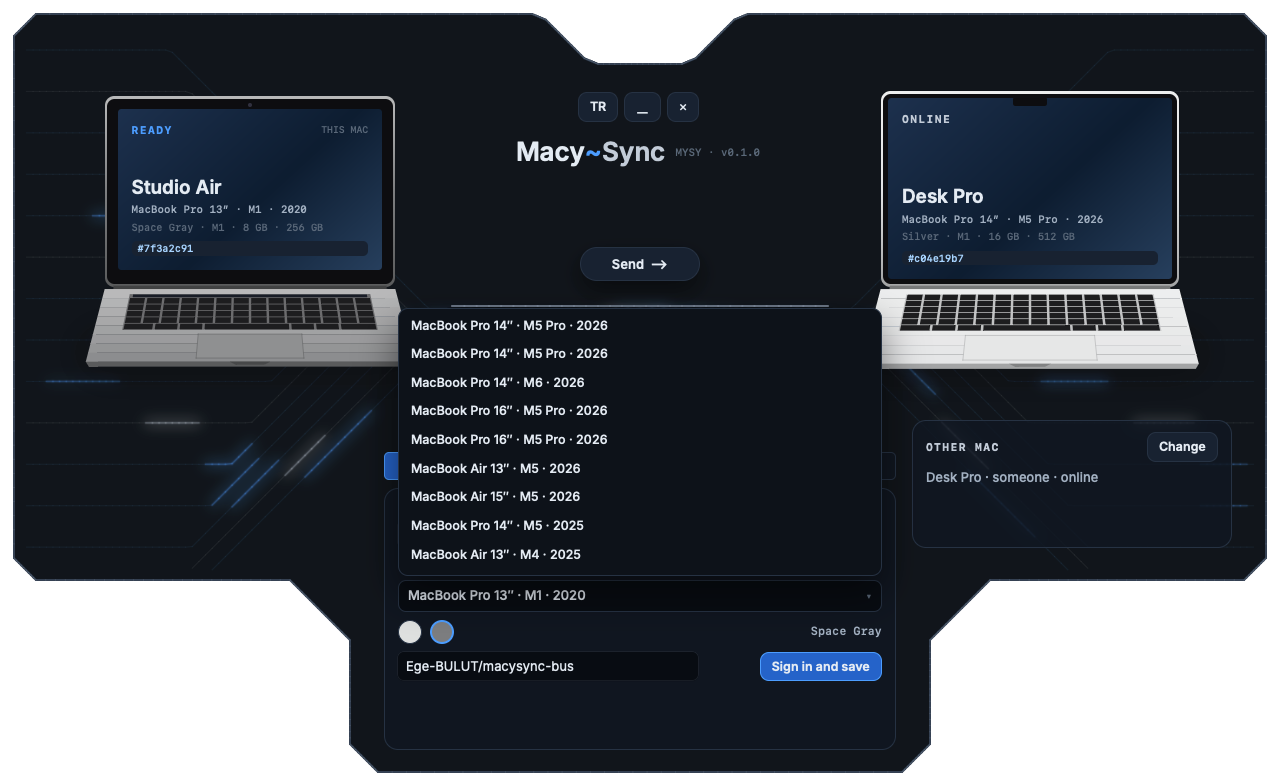 TR _ ×
Macy~Sync MYSY · v0.1.0
READY THIS MAC
Studio Air
MacBook Pro 13″ · M1 · 2020
Space Gray · M1 · 8 GB · 256 GB
#7f3a2c91
Send →
ONLINE
Desk Pro
MacBook Pro 14″ · M5 Pro · 2026
Silver · M1 · 16 GB · 512 GB
#c04e19b7
MacBook Pro 14″ · M5 Pro · 2026
MacBook Pro 14″ · M5 Pro · 2026
MacBook Pro 14″ · M6 · 2026
MacBook Pro 16″ · M5 Pro · 2026
MacBook Pro 16″ · M5 Pro · 2026
MacBook Air 13″ · M5 · 2026
MacBook Air 15″ · M5 · 2026
MacBook Pro 14″ · M5 · 2025
MacBook Air 13″ · M4 · 2025
MacBook Pro 13″ · M1 · 2020
Space Gray
Ege-BULUT/macysync-bus
Sign in and save
OTHER MAC
Change
Desk Pro · someone · online